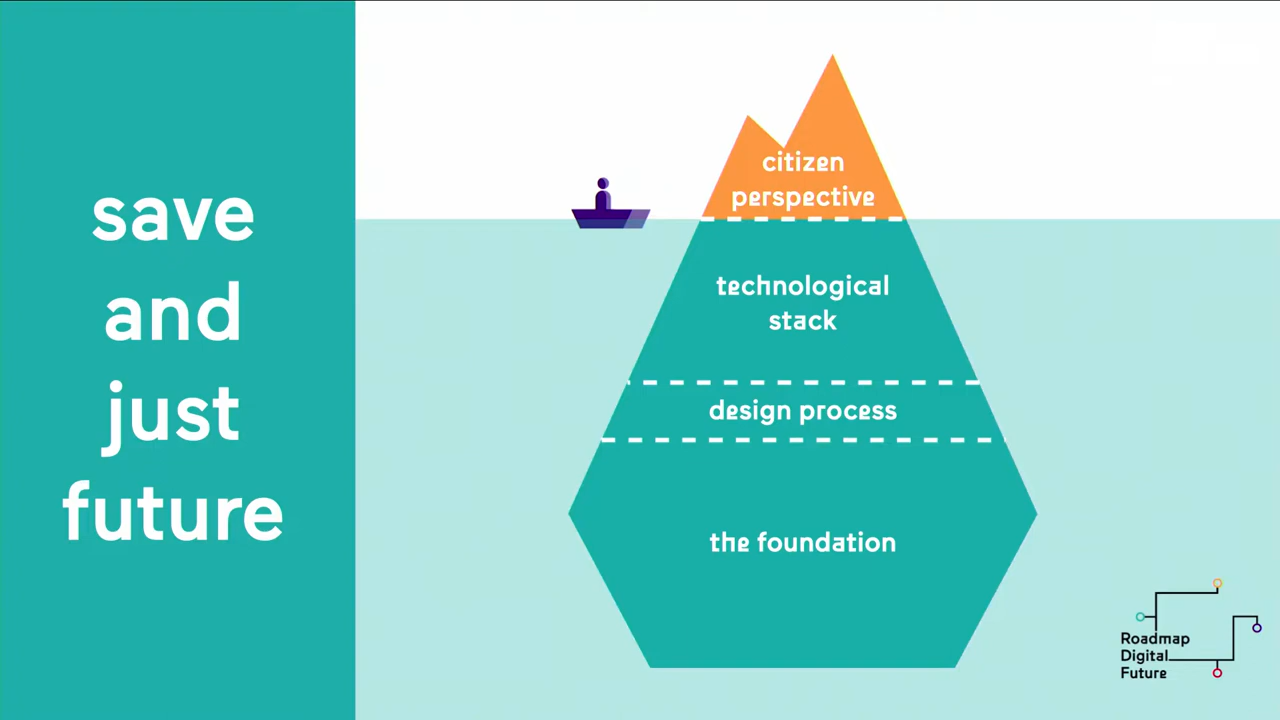 save
and
just
future
citizen
perspective
technological
stack
design process
the foundation
Roadmap
Digital
Future